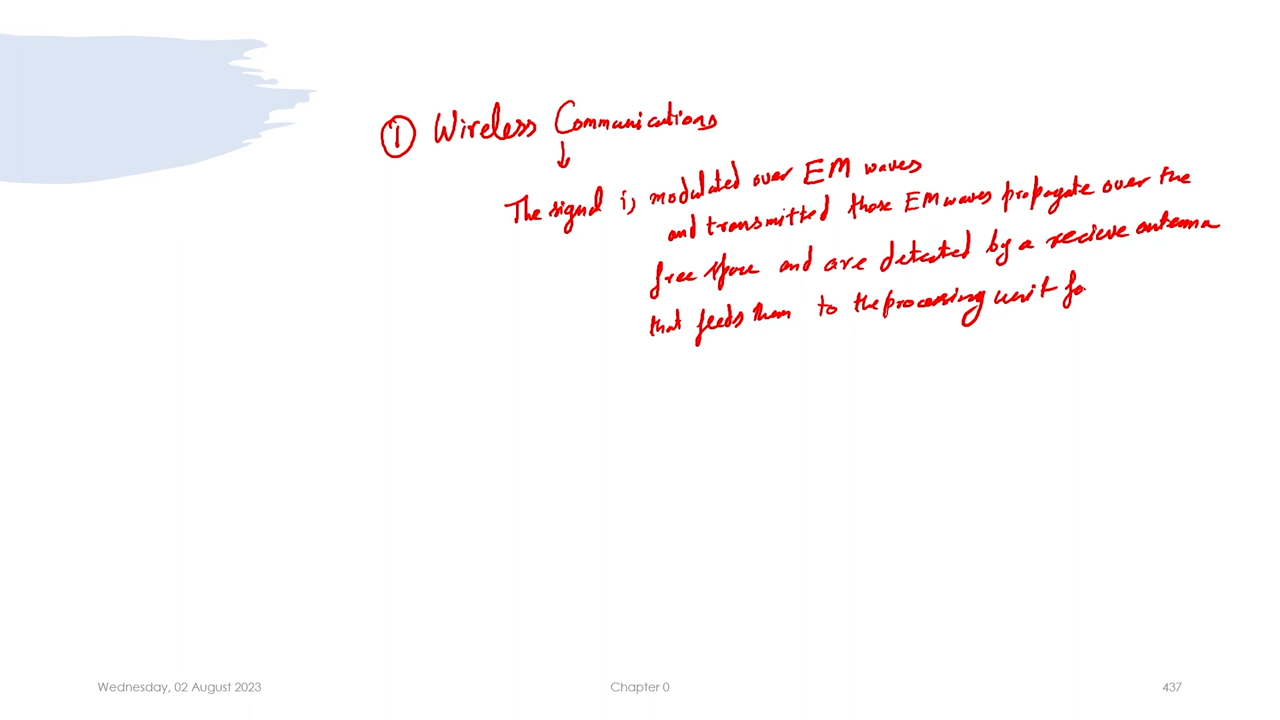 ① Wireless Communications
↓
The signal is modulated over EM waves
and transmitted those EM waves propagate over the
free space and are detected by a recieve antenna
that feeds them to the processing unit fo
Wednesday, 02 August 2023
Chapter 0
437